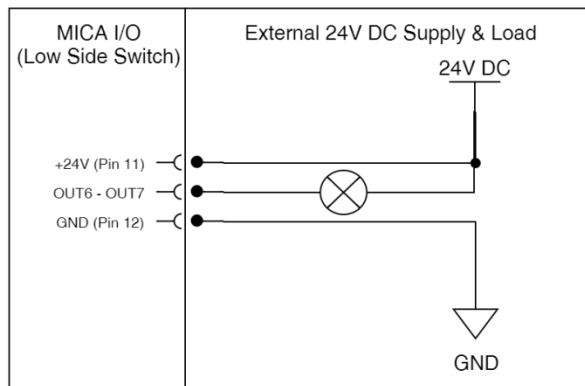 MICA I/O
(Low Side Switch)
External 24V DC Supply & Load
24V DC
+24V (Pin 11)
OUT6 - OUT7
GND (Pin 12)
GND